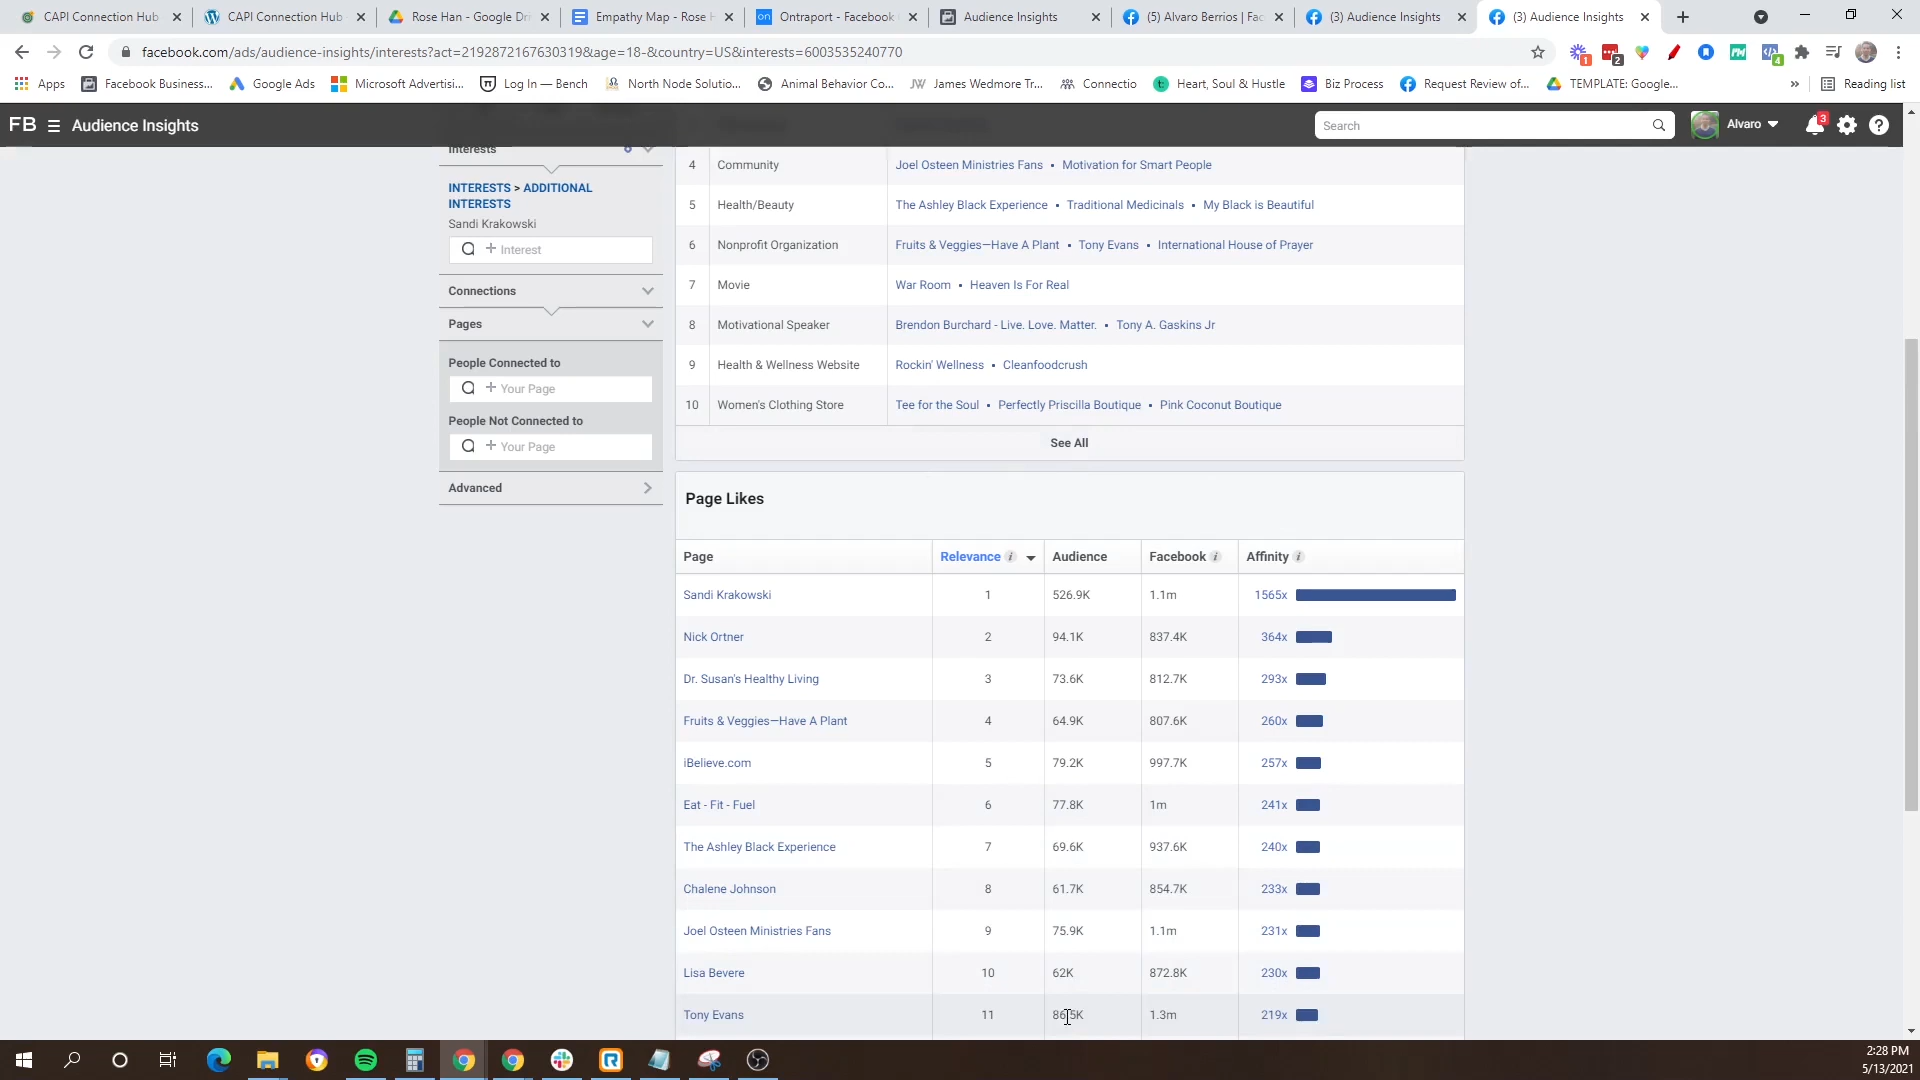 CAPI Connection Hub
CAPI Connection Hub
Rose Han - Google Dri
Empathy Map - Rose H
Ontraport - Facebook
Audience Insights
(5) Alvaro Berrios | Fac
(3) Audience Insights
(3) Audience Insights
facebook.com/ads/audience-insights/interests?act=2192872167630319&age=18-&country=US&interests=6003535240770
Apps
Facebook Business...
Google Ads
Microsoft Advertisi...
Log In — Bench
North Node Solutio...
Animal Behavior Co...
James Wedmore Tr...
Connectio
Heart, Soul & Hustle
Biz Process
Request Review of...
TEMPLATE: Google...
»
Reading list
FB Audience Insights
Search
Alvaro
3
Interests
INTERESTS > ADDITIONAL
INTERESTS
Sandi Krakowski
+ Interest
Connections
Pages
People Connected to
+ Your Page
People Not Connected to
+ Your Page
Advanced
4 Community Joel Osteen Ministries Fans • Motivation for Smart People
5 Health/Beauty The Ashley Black Experience • Traditional Medicinals • My Black is Beautiful
6 Nonprofit Organization Fruits & Veggies—Have A Plant • Tony Evans • International House of Prayer
7 Movie War Room • Heaven Is For Real
8 Motivational Speaker Brendon Burchard - Live. Love. Matter. • Tony A. Gaskins Jr
9 Health & Wellness Website Rockin' Wellness • Cleanfoodcrush
10 Women's Clothing Store Tee for the Soul • Perfectly Priscilla Boutique • Pink Coconut Boutique
See All
Page Likes
Page Relevance Audience Facebook Affinity
Sandi Krakowski 1 526.9K 1.1m 1565x
Nick Ortner 2 94.1K 837.4K 364x
Dr. Susan's Healthy Living 3 73.6K 812.7K 293x
Fruits & Veggies—Have A Plant 4 64.9K 807.6K 260x
iBelieve.com 5 79.2K 997.7K 257x
Eat - Fit - Fuel 6 77.8K 1m 241x
The Ashley Black Experience 7 69.6K 937.6K 240x
Chalene Johnson 8 61.7K 854.7K 233x
Joel Osteen Ministries Fans 9 75.9K 1.1m 231x
Lisa Bevere 10 62K 872.8K 230x
Tony Evans 11 86.5K 1.3m 219x
2:28 PM
5/13/2021